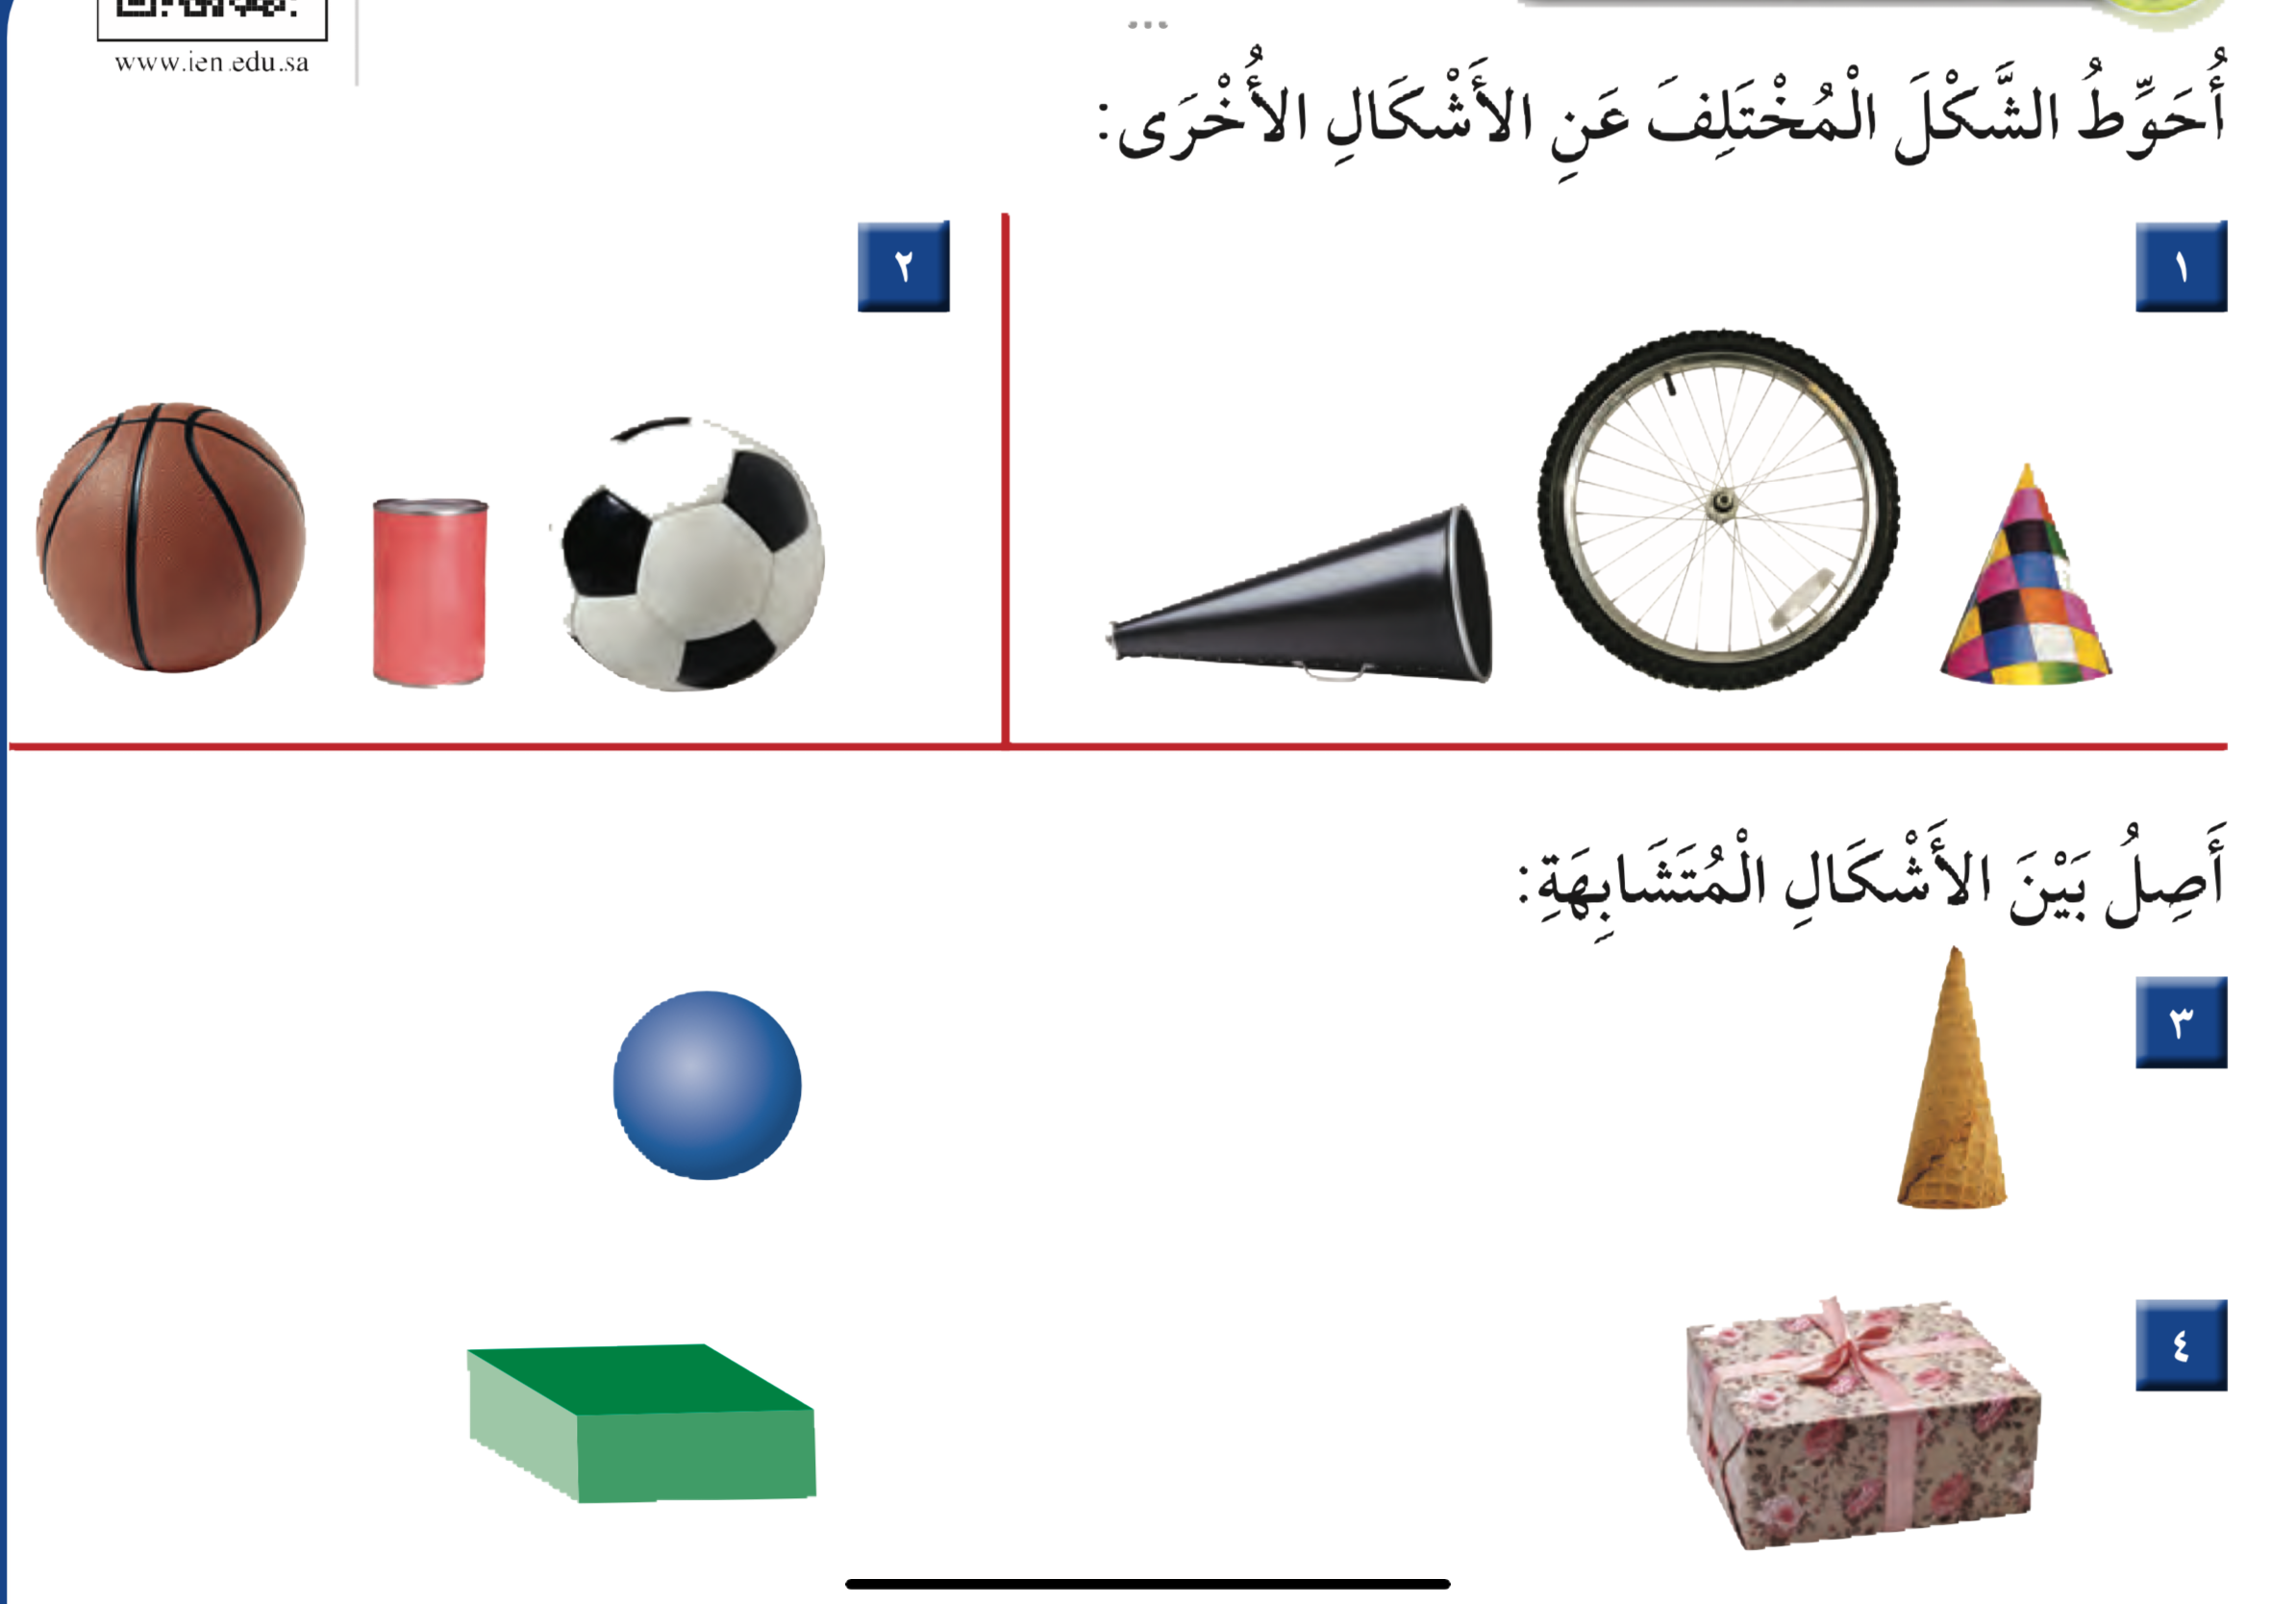 www.ien.edu.sa
أُحَوِّطُ الشَّكْلَ الْمُخْتَلِفَ عَنِ الأَشْكَالِ الأُخْرَى:
١
٢
أَصِلُ بَيْنَ الأَشْكَالِ الْمُتَشَابِهَةِ:
٣
٤